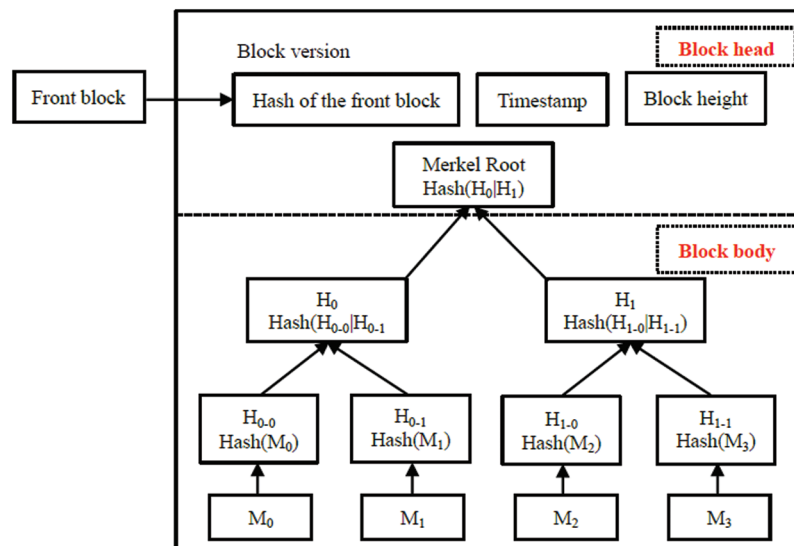 Block version
Block head
Front block
Hash of the front block
Timestamp
Block height
Merkel Root
Hash(H₀|H₁)
Block body
H₀
Hash(H₀₋₀|H₀₋₁
H₁
Hash(H₁₋₀|H₁₋₁)
H₀₋₀
Hash(M₀)
H₀₋₁
Hash(M₁)
H₁₋₀
Hash(M₂)
H₁₋₁
Hash(M₃)
M₀
M₁
M₂
M₃